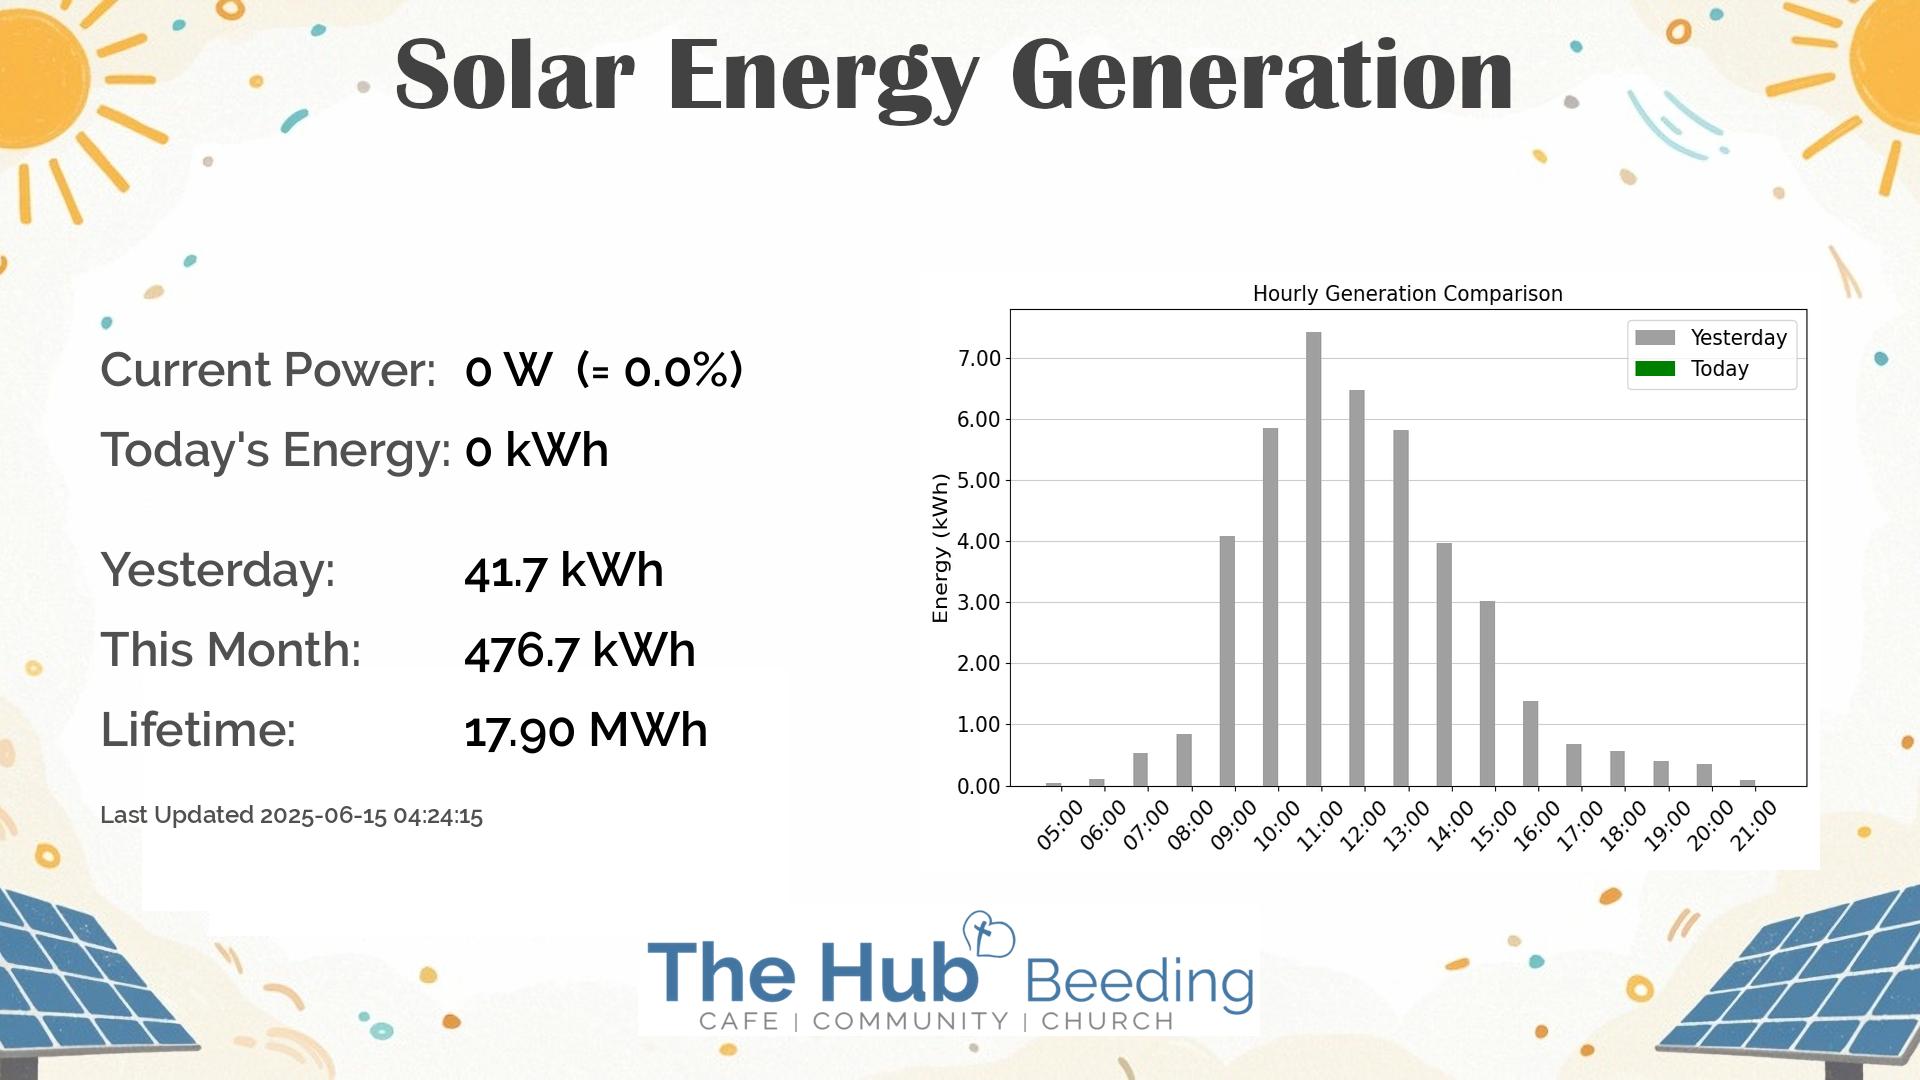 Solar Energy Generation
Current Power: 0 W (= 0.0%)
Today's Energy: 0 kWh
Yesterday: 41.7 kWh
This Month: 476.7 kWh
Lifetime: 17.90 MWh
Last Updated 2025-06-15 04:24:15
Hourly Generation Comparison
Yesterday
Today
Energy (kWh)
7.00
6.00
5.00
4.00
3.00
2.00
1.00
0.00
05:00 06:00 07:00 08:00 09:00 10:00 11:00 12:00 13:00 14:00 15:00 16:00 17:00 18:00 19:00 20:00 21:00
The Hub Beeding
CAFE | COMMUNITY | CHURCH